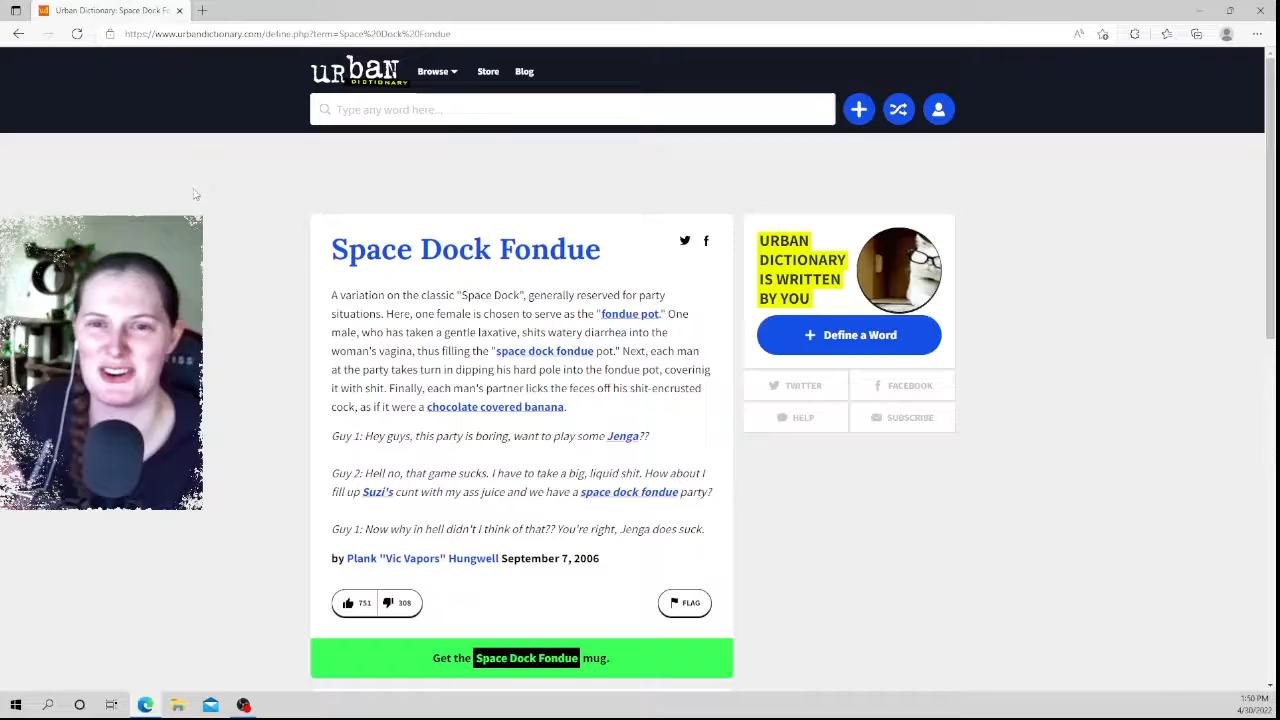 Urban Dictionary: Space Dock Fo
https://www.urbandictionary.com/define.php?term=Space%20Dock%20Fondue
urban
DICTIONARY
Browse
Store
Blog
Type any word here...
Space Dock Fondue
A variation on the classic "Space Dock", generally reserved for party
situations. Here, one female is chosen to serve as the "fondue pot." One
male, who has taken a gentle laxative, shits watery diarrhea into the
woman's vagina, thus filling the "space dock fondue pot." Next, each man
at the party takes turn in dipping his hard pole into the fondue pot, coverinig
it with shit. Finally, each man's partner licks the feces off his shit-encrusted
cock, as if it were a chocolate covered banana.
Guy 1: Hey guys, this party is boring, want to play some Jenga??
Guy 2: Hell no, that game sucks. I have to take a big, liquid shit. How about I
fill up Suzi's cunt with my ass juice and we have a space dock fondue party?
Guy 1: Now why in hell didn't I think of that?? You're right, Jenga does suck.
by Plank "Vic Vapors" Hungwell September 7, 2006
751
308
FLAG
Get the Space Dock Fondue mug.
URBAN
DICTIONARY
IS WRITTEN
BY YOU
+ Define a Word
TWITTER
FACEBOOK
HELP
SUBSCRIBE
1:50 PM
4/30/2022